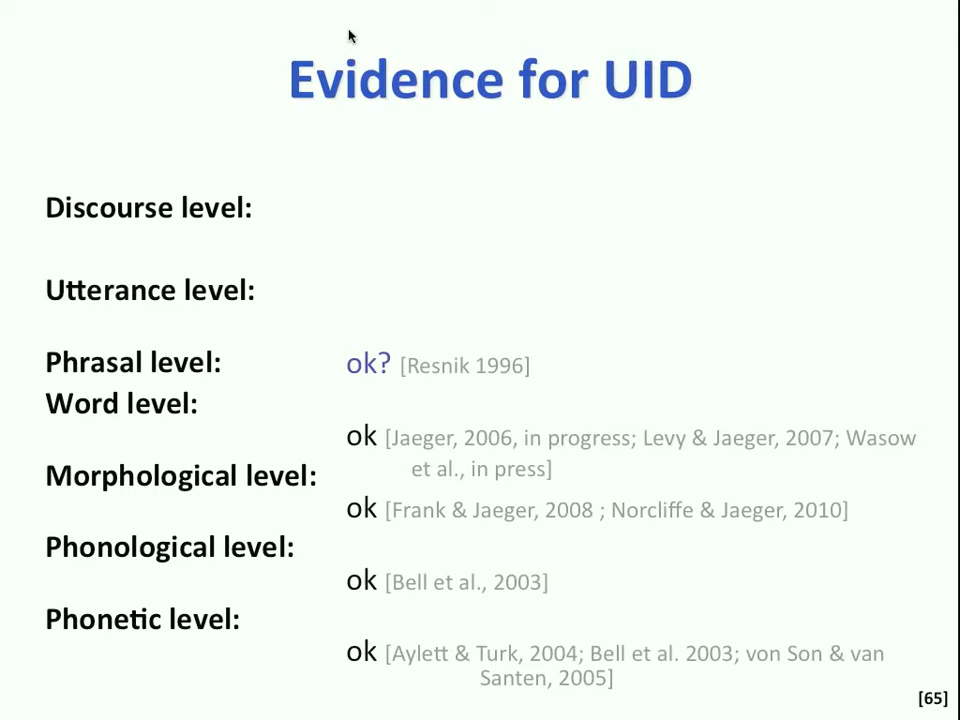 Evidence for UID
Discourse level:
Utterance level:
Phrasal level: ok? [Resnik 1996]
Word level:
ok [Jaeger, 2006, in progress; Levy & Jaeger, 2007; Wasow
et al., in press]
Morphological level:
ok [Frank & Jaeger, 2008 ; Norcliffe & Jaeger, 2010]
Phonological level:
ok [Bell et al., 2003]
Phonetic level:
ok [Aylett & Turk, 2004; Bell et al. 2003; von Son & van
Santen, 2005]
[65]